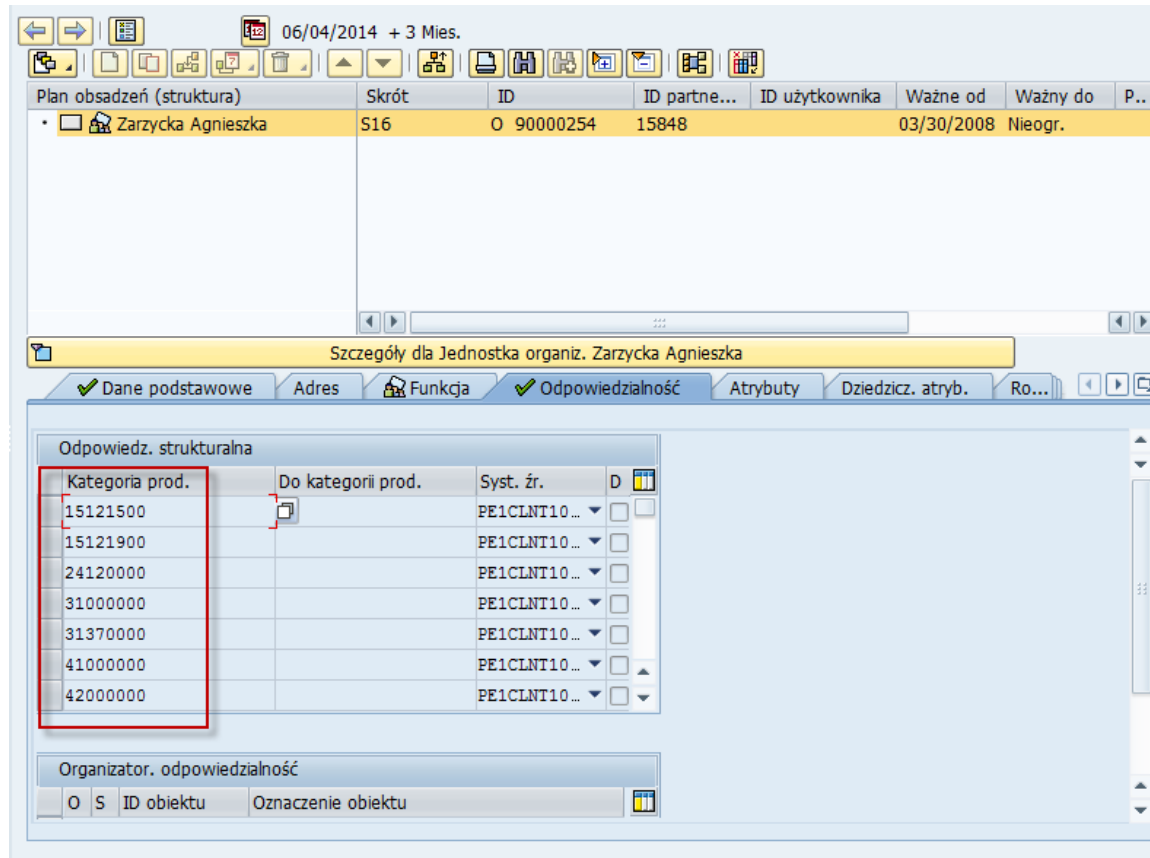 06/04/2014 + 3 Mies.
Plan obsadzeń (struktura) Skrót ID ID partne... ID użytkownika Ważne od Ważny do P..
Zarzycka Agnieszka S16 O 90000254 15848 03/30/2008 Nieogr.
Szczegóły dla Jednostka organiz. Zarzycka Agnieszka
Dane podstawowe Adres Funkcja Odpowiedzialność Atrybuty Dziedzicz. atryb. Ro...
Odpowiedz. strukturalna
Kategoria prod. Do kategorii prod. Syst. źr. D
15121500 PE1CLNT10...
15121900 PE1CLNT10...
24120000 PE1CLNT10...
31000000 PE1CLNT10...
31370000 PE1CLNT10...
41000000 PE1CLNT10...
42000000 PE1CLNT10...
Organizator. odpowiedzialność
O S ID obiektu Oznaczenie obiektu